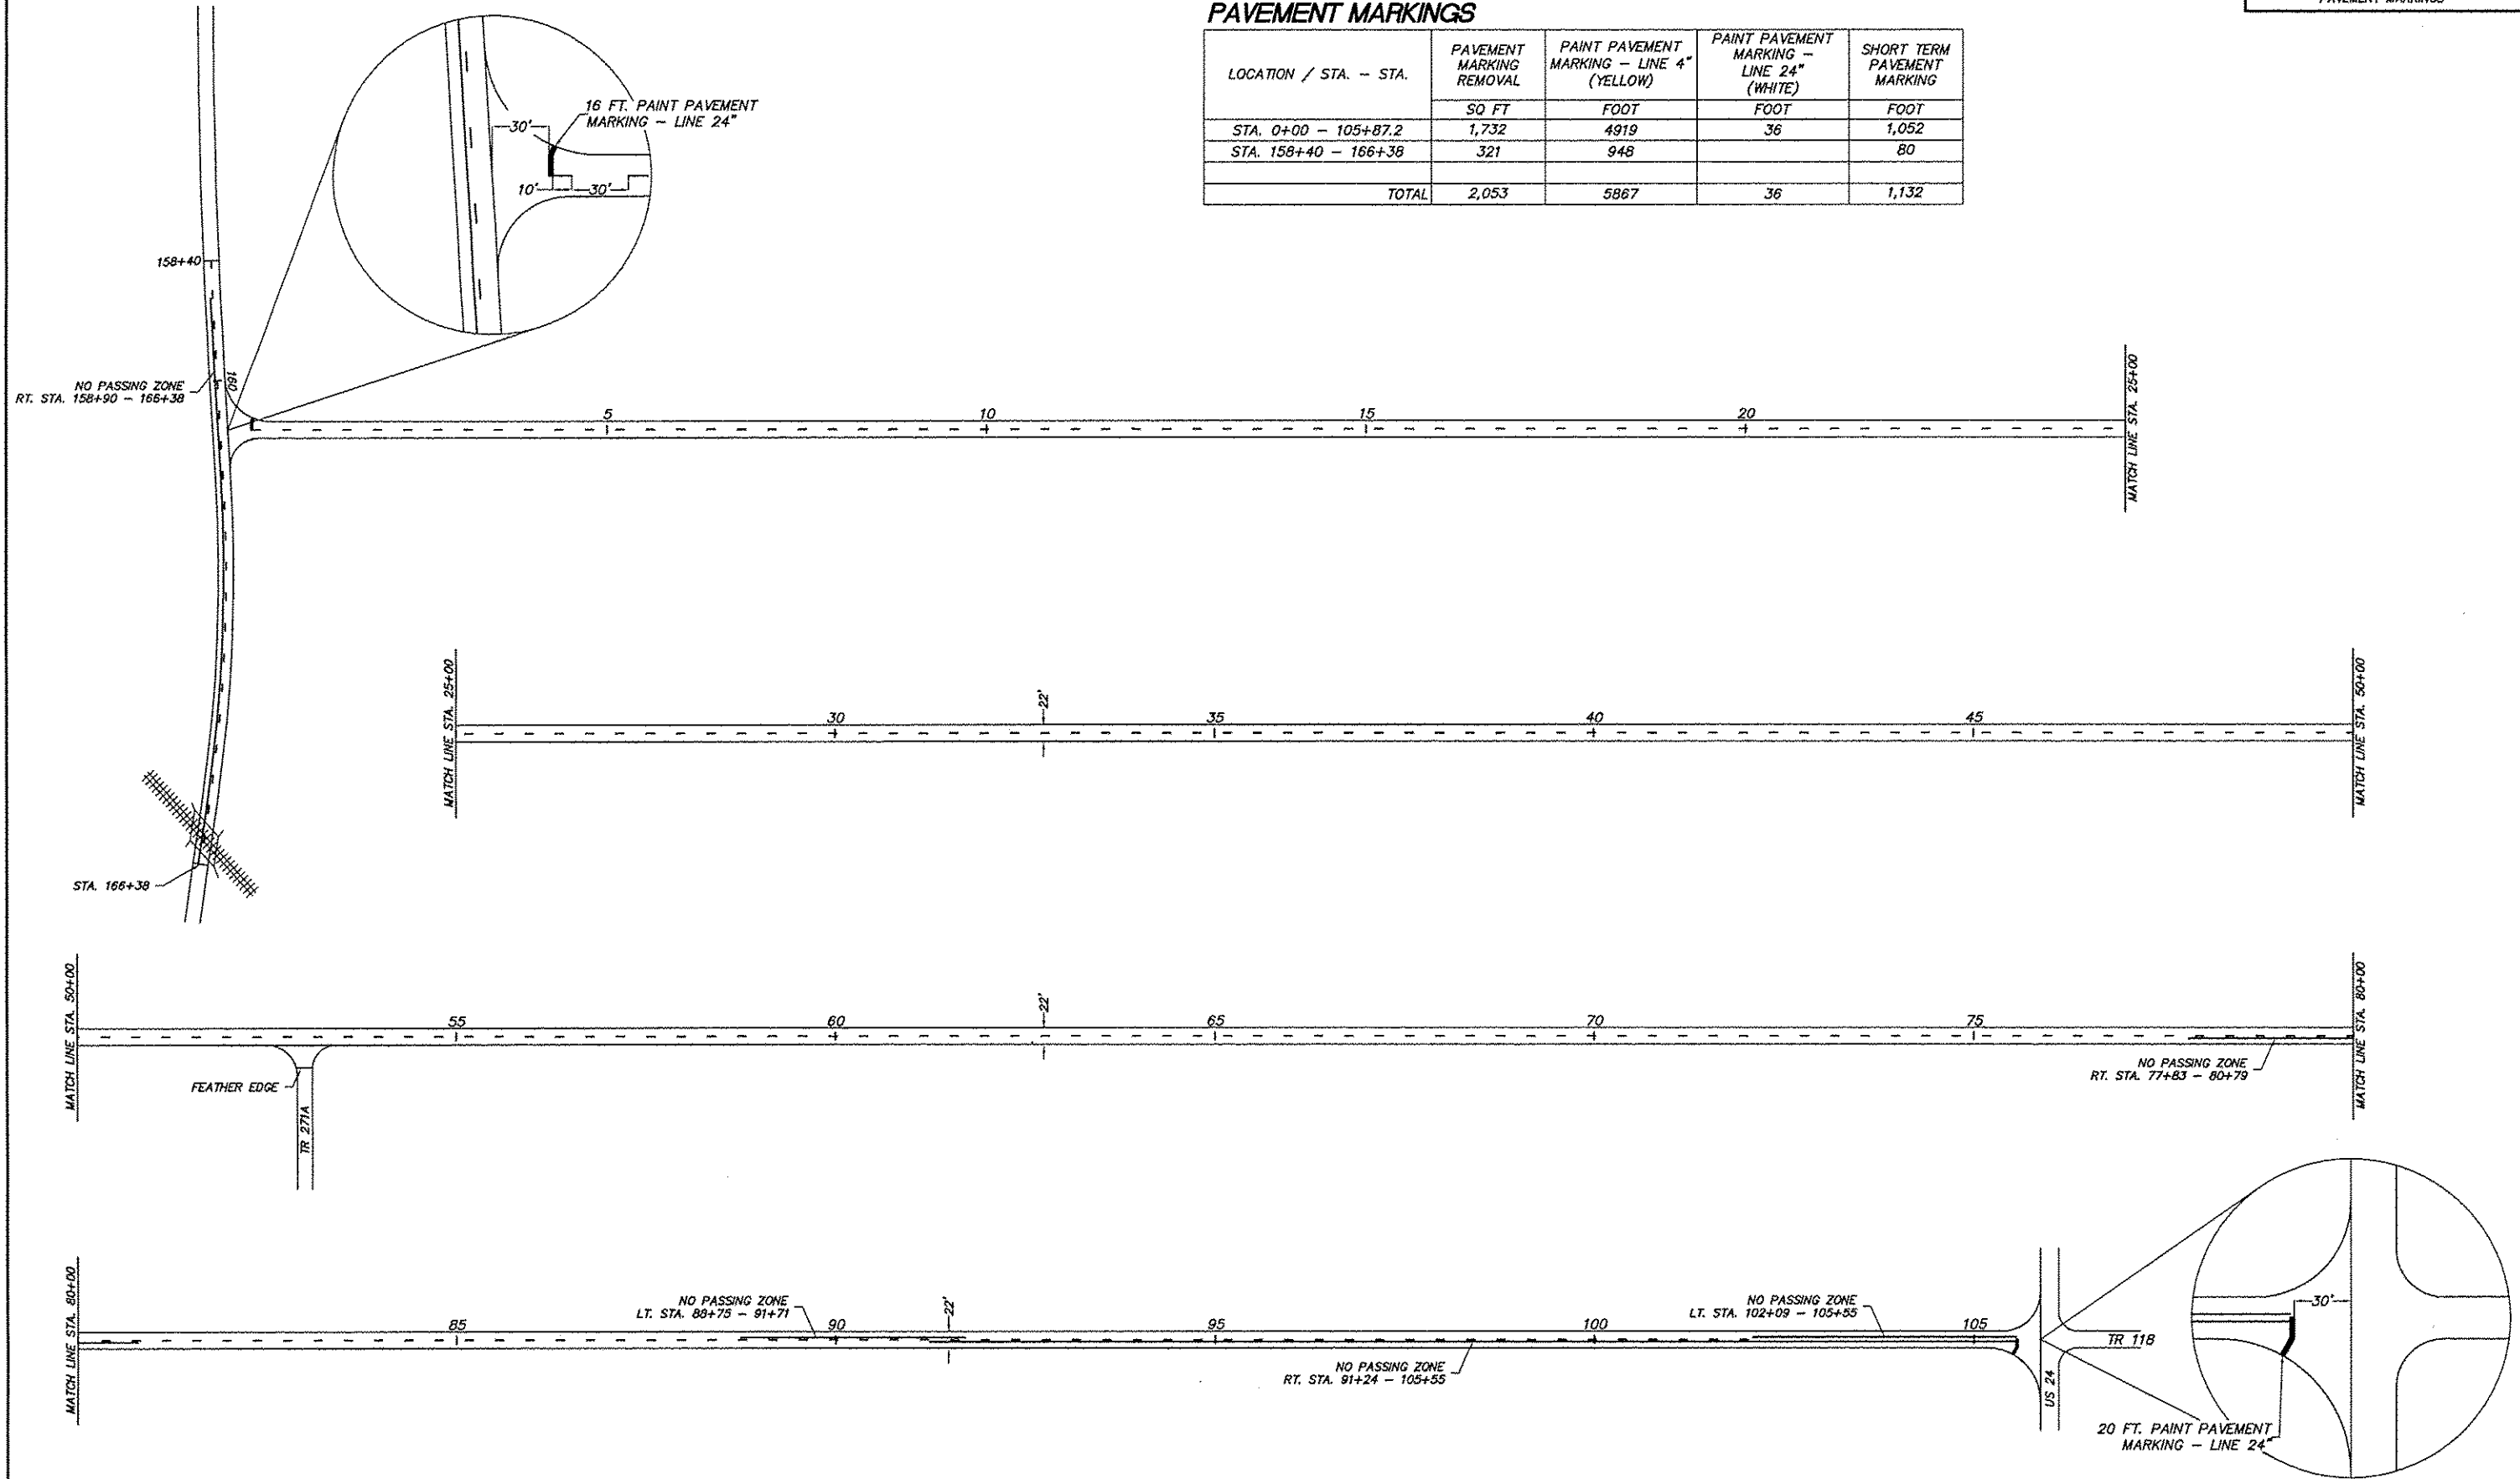 PAVEMENT MARKINGS
LOCATION / STA. - STA.
PAVEMENT MARKING REMOVAL
PAINT PAVEMENT MARKING - LINE 4" (YELLOW)
PAINT PAVEMENT MARKING - LINE 24" (WHITE)
SHORT TERM PAVEMENT MARKING
SQ FT FOOT FOOT FOOT
STA. 0+00 - 105+87.2 1,732 4919 36 1,052
STA. 158+40 - 166+38 321 948 80
TOTAL 2,053 5867 36 1,132
16 FT. PAINT PAVEMENT
MARKING - LINE 24"
30'
10' 30'
158+40
160
NO PASSING ZONE
RT. STA. 158+90 - 166+38
5 10 15 20
MATCH LINE STA. 25+00
MATCH LINE STA. 25+00
30 22' 35 40 45
MATCH LINE STA. 50+00
STA. 166+38
MATCH LINE STA. 50+00
55 60 22' 65 70 75
FEATHER EDGE
TR 271A
NO PASSING ZONE
RT. STA. 77+83 - 80+79
MATCH LINE STA. 80+00
MATCH LINE STA. 80+00
85 90 22' 95 100 105
NO PASSING ZONE
LT. STA. 88+75 - 91+71
NO PASSING ZONE
RT. STA. 91+24 - 105+55
NO PASSING ZONE
LT. STA. 102+09 - 105+55
TR 118
US 24
30'
20 FT. PAINT PAVEMENT
MARKING - LINE 24"